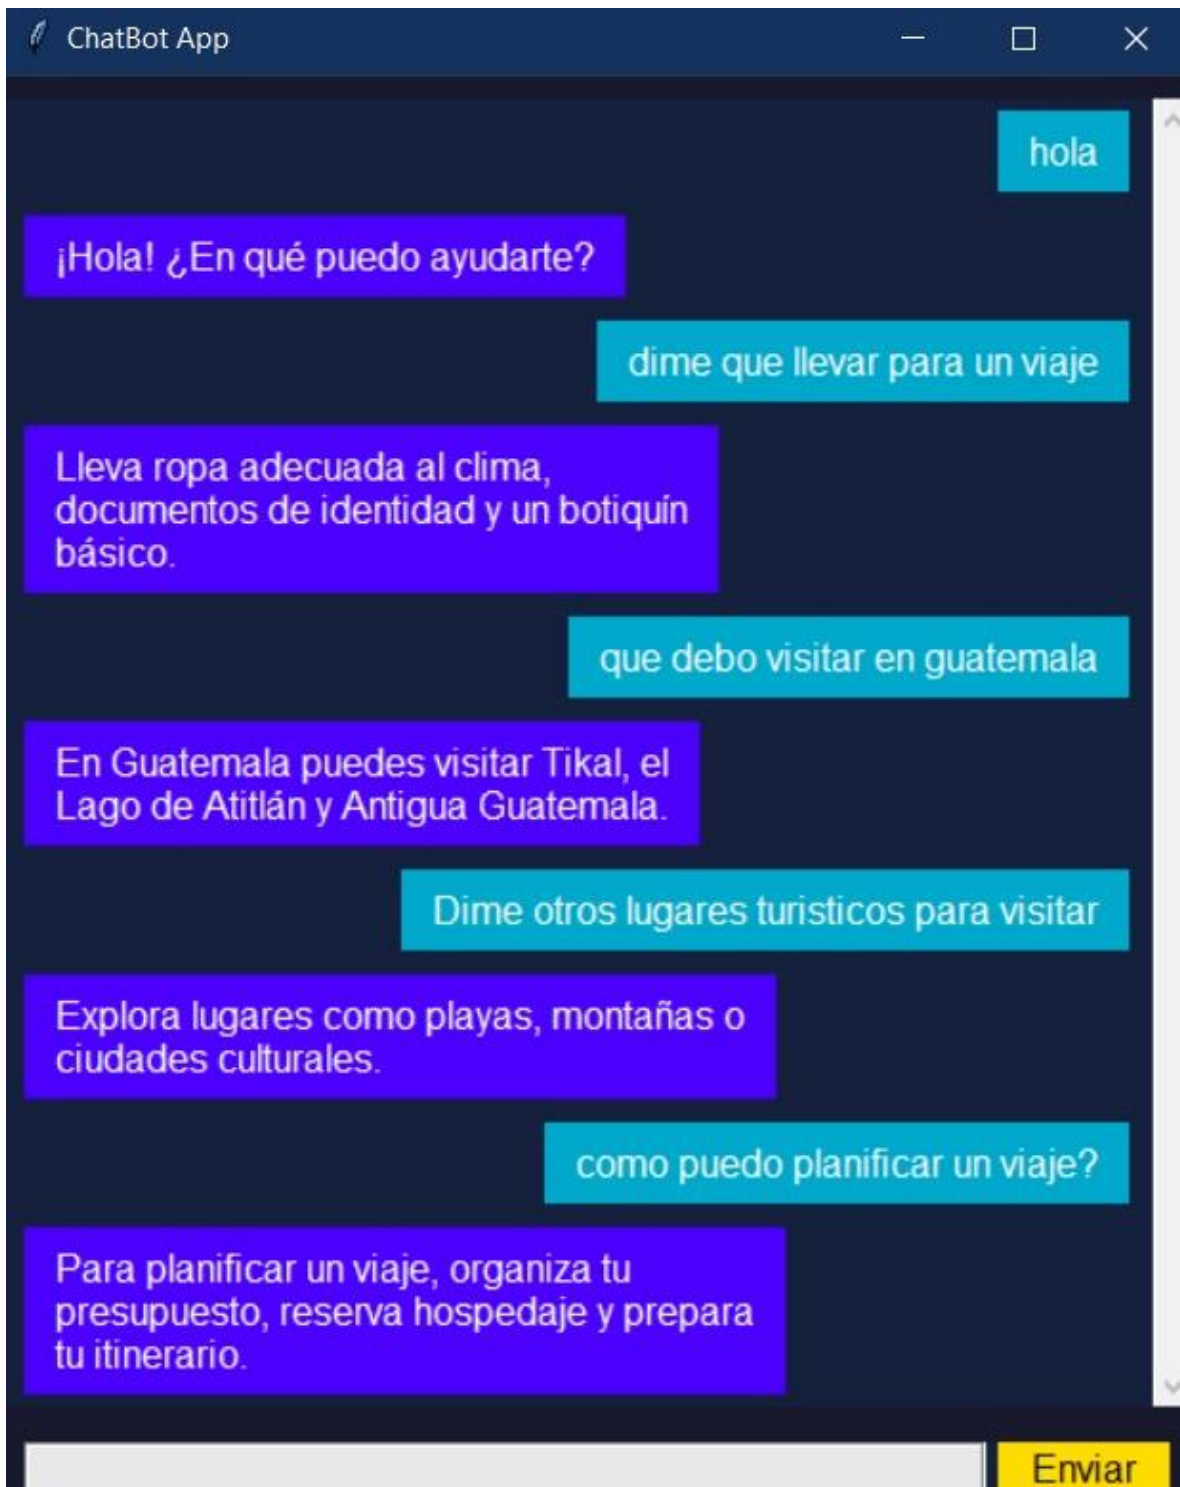 ChatBot App
hola
¡Hola! ¿En qué puedo ayudarte?
dime que llevar para un viaje
Lleva ropa adecuada al clima,
documentos de identidad y un botiquín
básico.
que debo visitar en guatemala
En Guatemala puedes visitar Tikal, el
Lago de Atitlán y Antigua Guatemala.
Dime otros lugares turisticos para visitar
Explora lugares como playas, montañas o
ciudades culturales.
como puedo planificar un viaje?
Para planificar un viaje, organiza tu
presupuesto, reserva hospedaje y prepara
tu itinerario.
Enviar